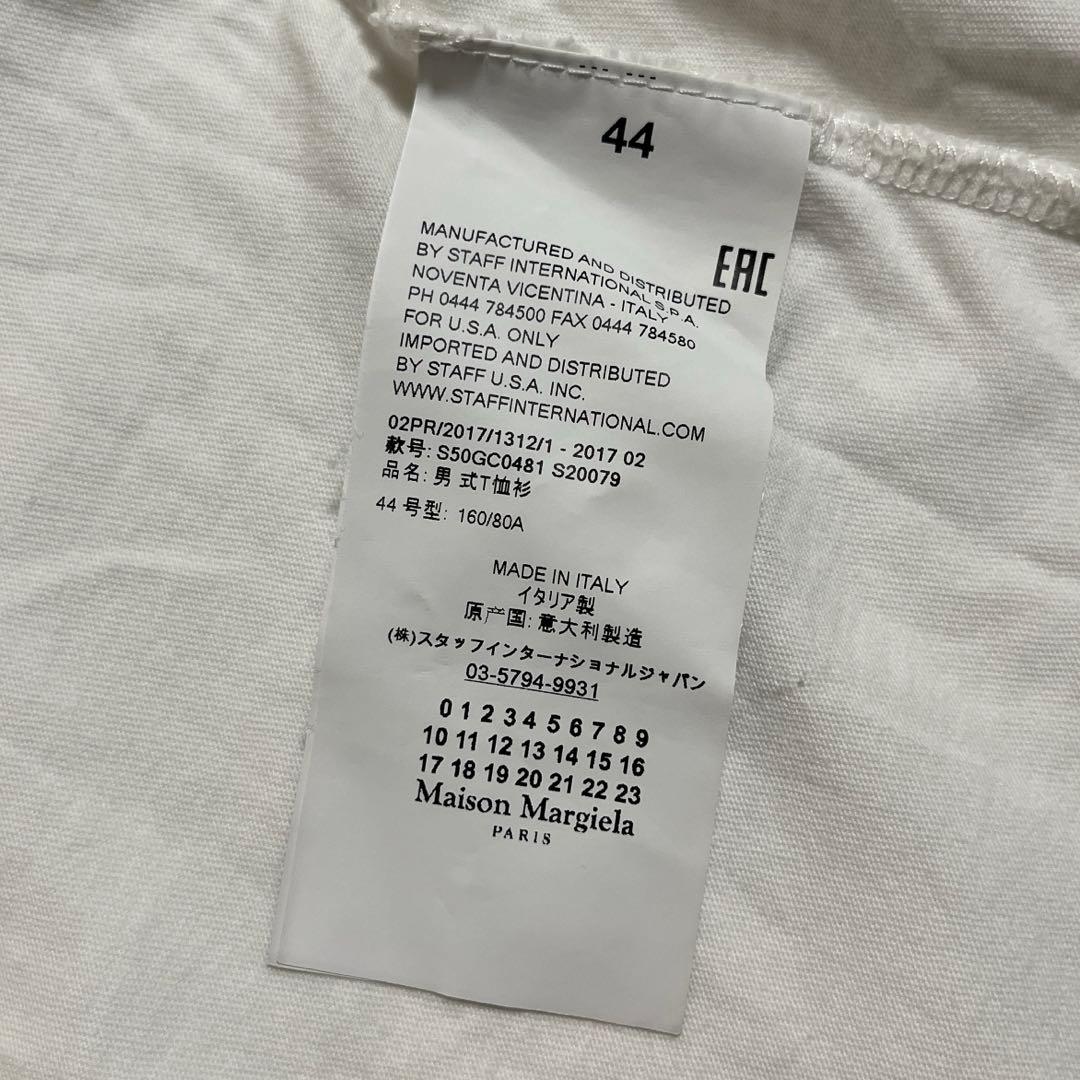 44
EAC
MANUFACTURED AND DISTRIBUTED
BY STAFF INTERNATIONAL S.P.A.
NOVENTA VICENTINA - ITALY
PH 0444 784500 FAX 0444 784580
FOR U.S.A. ONLY
IMPORTED AND DISTRIBUTED
BY STAFF U.S.A. INC.
WWW.STAFFINTERNATIONAL.COM
02PR/2017/1312/1 - 2017 02
款号: S50GC0481 S20079
品名: 男 式T恤衫
44 号型: 160/80A
MADE IN ITALY
イタリア製
原产国: 意大利製造
(株)スタッフインターナショナルジャパン
03-5794-9931
0 1 2 3 4 5 6 7 8 9
10 11 12 13 14 15 16
17 18 19 20 21 22 23
Maison Margiela
PARIS